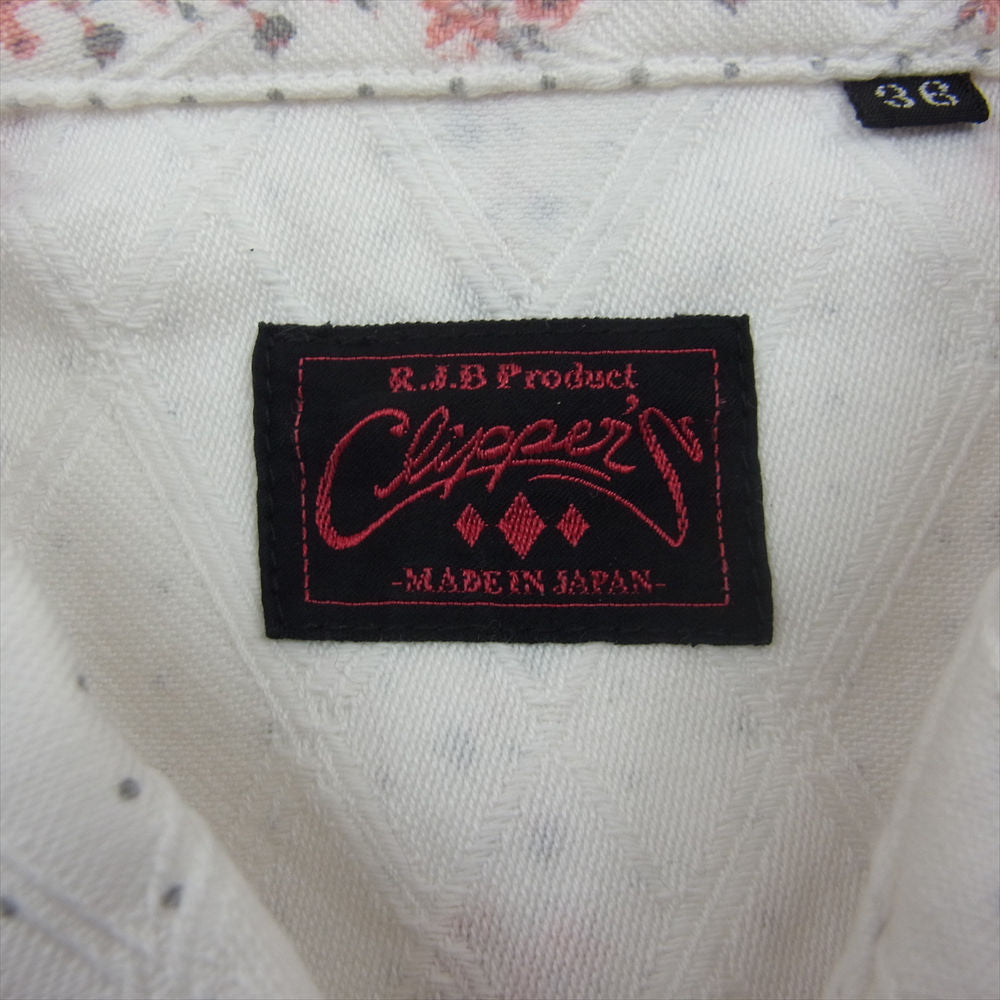 36
R.J.B Product
Clipper's
-MADE IN JAPAN-